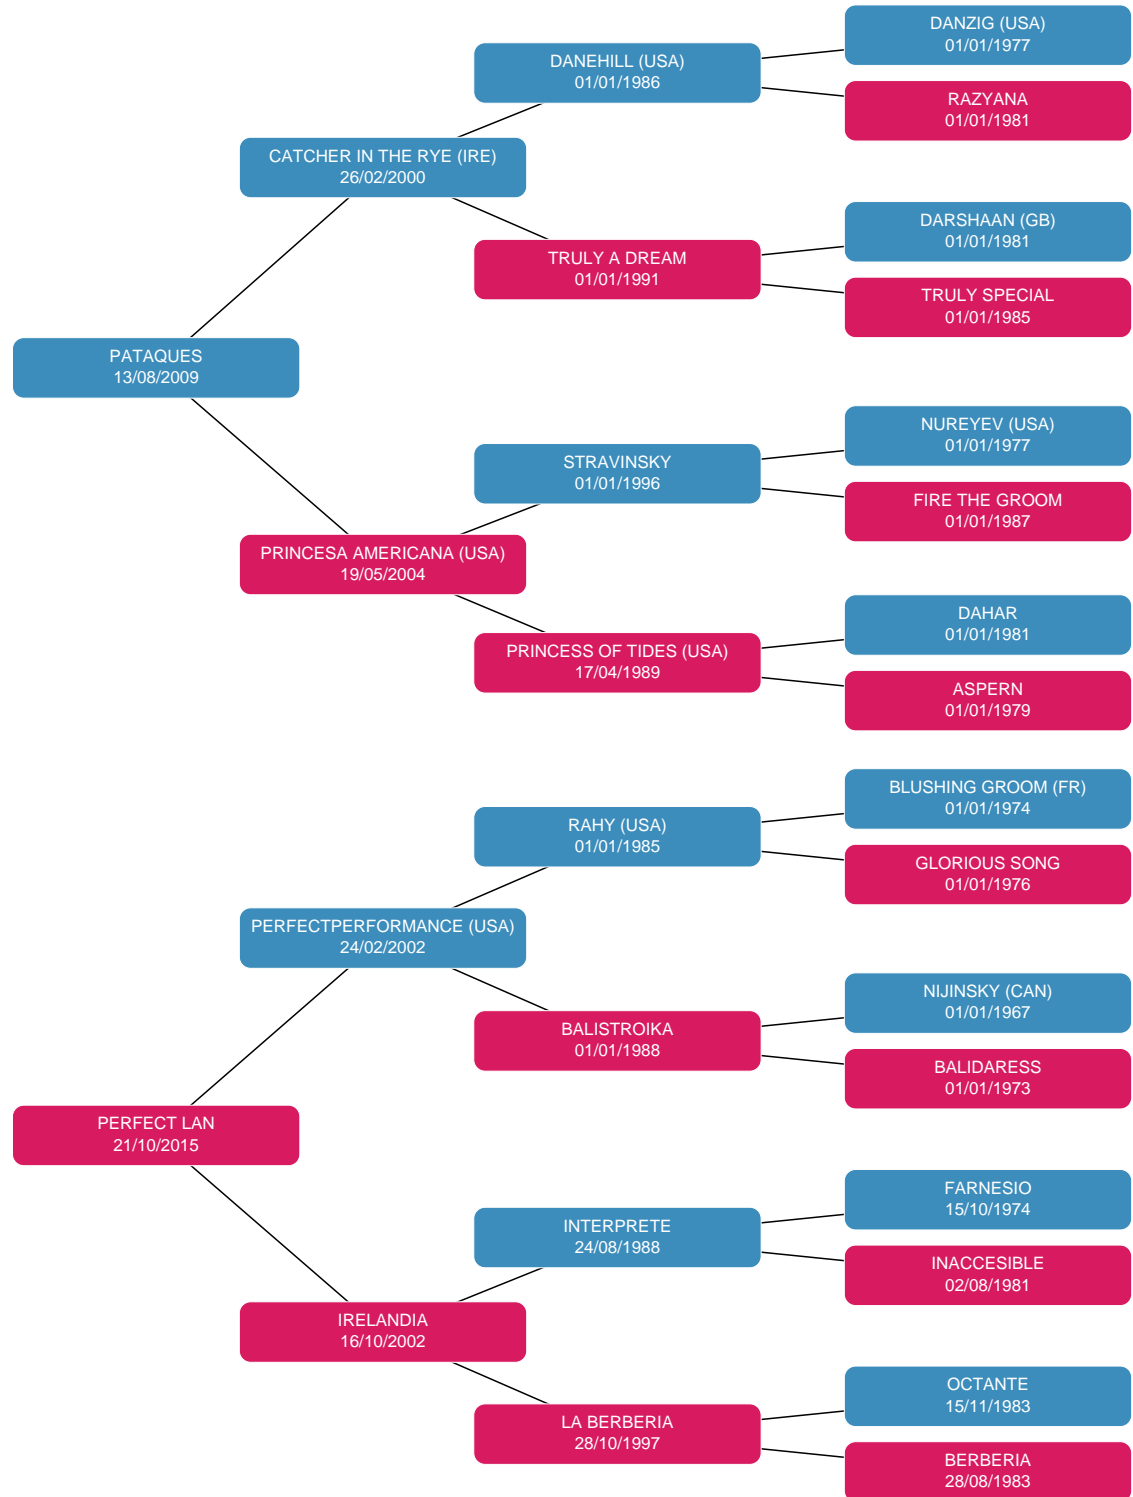 DANZIG (USA)
01/01/1977
DANEHILL (USA)
01/01/1986
RAZYANA
01/01/1981
CATCHER IN THE RYE (IRE)
26/02/2000
DARSHAAN (GB)
01/01/1981
TRULY A DREAM
01/01/1991
TRULY SPECIAL
01/01/1985
PATAQUES
13/08/2009
NUREYEV (USA)
01/01/1977
STRAVINSKY
01/01/1996
FIRE THE GROOM
01/01/1987
PRINCESA AMERICANA (USA)
19/05/2004
DAHAR
01/01/1981
PRINCESS OF TIDES (USA)
17/04/1989
ASPERN
01/01/1979
BLUSHING GROOM (FR)
01/01/1974
RAHY (USA)
01/01/1985
GLORIOUS SONG
01/01/1976
PERFECTPERFORMANCE (USA)
24/02/2002
NIJINSKY (CAN)
01/01/1967
BALISTROIKA
01/01/1988
BALIDARESS
01/01/1973
PERFECT LAN
21/10/2015
FARNESIO
15/10/1974
INTERPRETE
24/08/1988
INACCESIBLE
02/08/1981
IRELANDIA
16/10/2002
OCTANTE
15/11/1983
LA BERBERIA
28/10/1997
BERBERIA
28/08/1983